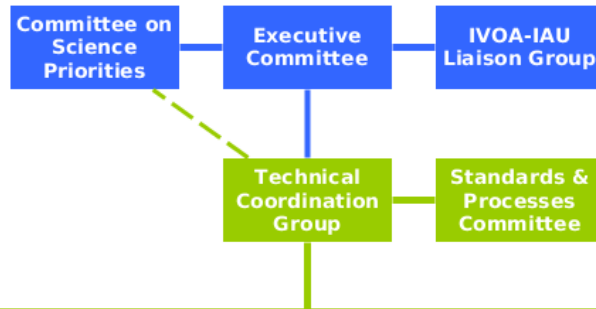 Committee on
Science
Priorities
Executive
Committee
IVOA-IAU
Liaison Group
Technical
Coordination
Group
Standards &
Processes
Committee